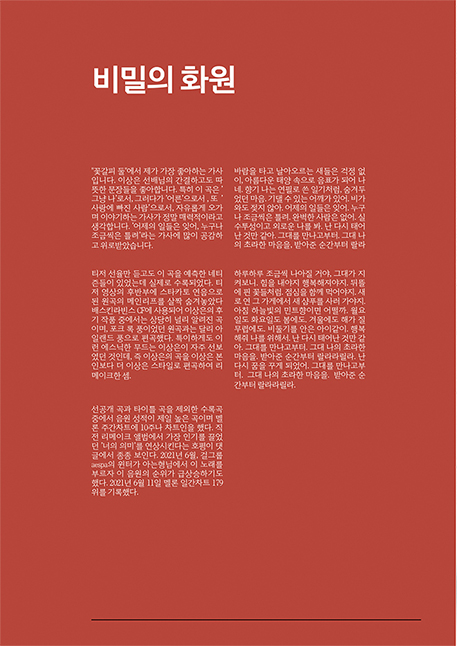 비밀의 화원
'꽃갈피 둘'에서 제가 가장 좋아하는 가사
입니다. 이상은 선배님의 간결하고도 따
뜻한 문장들을 좋아합니다. 특히 이 곡은 '
그냥 나'로서, 그러다가 '어른'으로서 , 또 '
사랑에 빠진 사람'으로서, 자유롭게 오가
며 이야기하는 가사가 정말 매력적이라고
생각합니다. '어제의 일들은 잊어, 누구나
조금씩은 틀려'라는 가사에 많이 공감하
고 위로받았습니다.
티저 선율만 듣고도 이 곡을 예측한 네티
즌들이 있었는데 실제로 수록되었다. 티
저 영상의 후반부에 스타카토 연음으로
된 원곡의 메인리프를 살짝 숨겨놓았다
배스킨라빈스 CF에 사용되어 이상은의 후
기 작품 중에서는 상당히 널리 알려진 곡
이며, 포크 록 풍이었던 원곡과는 달리 아
일랜드 풍으로 편곡했다. 특이하게도 이
런 에스닉한 무드는 이상은이 자주 선보
였던 것인데, 즉 이상은의 곡을 이상은 본
인보다 더 이상은 스타일로 편곡하여 리
메이크한 셈.
선공개 곡과 타이틀 곡을 제외한 수록곡
중에서 음원 성적이 제일 높은 곡이며 멜
론 주간차트에 10주나 차트인을 했다. 직
전 리메이크 앨범에서 가장 인기를 끌었
던 '너의 의미'를 연상시킨다는 호평이 댓
글에서 종종 보인다. 2021년 6월, 걸그룹
aespa의 윈터가 아는형님에서 이 노래를
부르자 이 음원의 순위가 급상승하기도
했다. 2021년 6월 11일 멜론 일간차트 179
위를 기록했다.
바람을 타고 날아오르는 새들은 걱정 없
이, 아름다운 태양 속으로 음표가 되어 나
네. 향기 나는 연필로 쓴 일기처럼, 숨겨두
었던 마음. 기댈 수 있는 어깨가 있어. 비가
와도 젖지 않아. 어제의 일들은 잊어. 누구
나 조금씩은 틀려. 완벽한 사람은 없어. 실
수투성이고 외로운 나를 봐. 난 다시 태어
난 것만 같아. 그대를 만나고부터. 그대 나
의 초라한 마음을, 받아준 순간부터 랄라
하루하루 조금씩 나아질 거야, 그대가 지
켜보니. 힘을 내야지 행복해져야지. 뒤뜰
에 핀 꽃들처럼. 점심을 함께 먹어야지. 새
로 연 그 가게에서 새 샴푸를 사러 가야지.
아침 하늘빛의 민트향이면 어떨까. 월요
일도 화요일도 봄에도. 겨울에도 해가 질
무렵에도. 비둘기를 안은 아이같이. 행복
해줘 나를 위해서. 난 다시 태어난 것만 같
아. 그대를 만나고부터. 그대 나의 초라한
마음을. 받아준 순간부터 랄라라릴라. 난
다시 꿈을 꾸게 되었어. 그대를 만나고부
터. 그대 나의 초라한 마음을. 받아준 순
간부터 랄라라릴라.